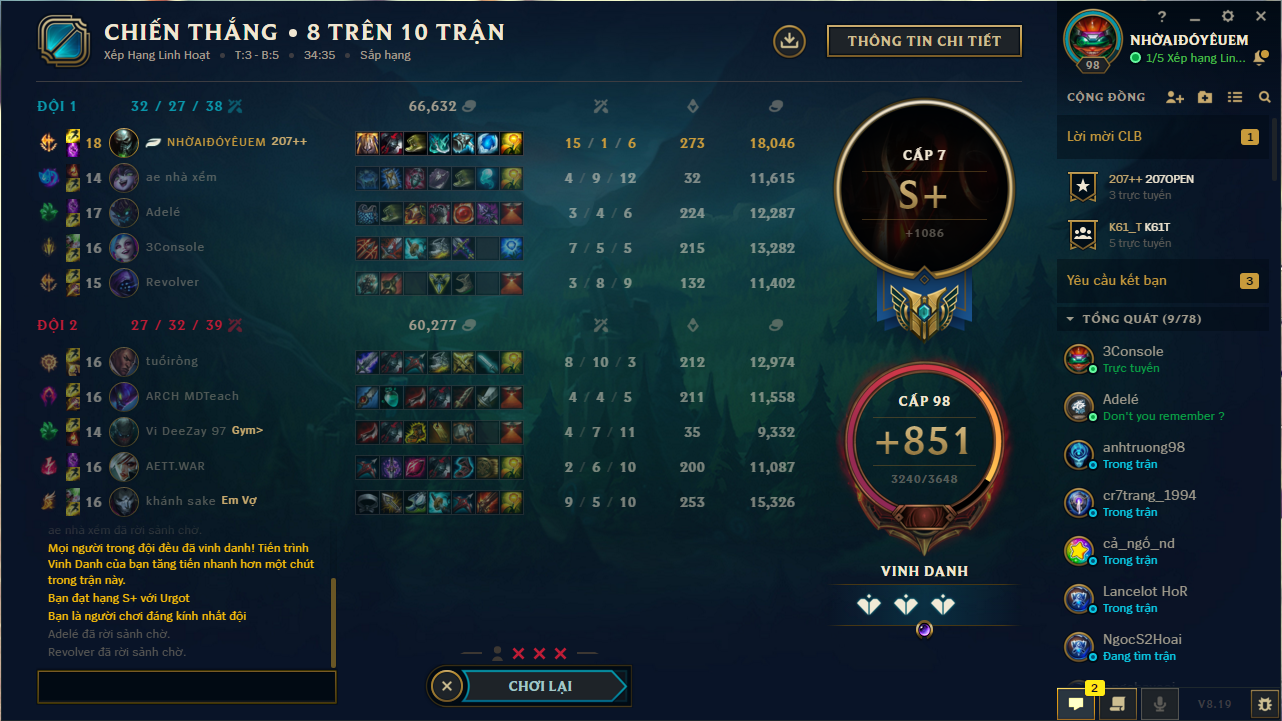 CHIẾN THẮNG • 8 TRÊN 10 TRẬN
Xếp Hạng Linh Hoạt • T:3 - B:5 • 34:35 • Sắp hạng
THÔNG TIN CHI TIẾT
ĐỘI 1 32 / 27 / 38 66,632
18 NHỜAIĐÓYÊUEM 207++ 15 / 1 / 6 273 18,046
14 ae nhà xếm 4 / 9 / 12 32 11,615
17 Adelé 3 / 4 / 6 224 12,287
16 3Console 7 / 5 / 5 215 13,282
15 Revolver 3 / 8 / 9 132 11,402
ĐỘI 2 27 / 32 / 39 60,277
16 tuổirồng 8 / 10 / 3 212 12,974
16 ARCH MDTeach 4 / 4 / 5 211 11,558
14 Vi DeeZay 97 Gym> 4 / 7 / 11 35 9,332
16 AETT.WAR 2 / 6 / 10 200 11,087
16 khánh sake Em Vợ 9 / 5 / 10 253 15,326
ae nhà xếm đã rời sảnh chờ.
Mọi người trong đội đều đã vinh danh! Tiến trình
Vinh Danh của bạn tăng tiến nhanh hơn một chút
trong trận này.
Bạn đạt hạng S+ với Urgot
Bạn là người chơi đáng kính nhất đội
Adelé đã rời sảnh chờ.
Revolver đã rời sảnh chờ.
CHƠI LẠI
CẤP 7
S+
+1086
CẤP 98
+851
3240/3648
VINH DANH
?
98
NHỜAIĐÓYÊUEM
1/5 Xếp hạng Lin...
CỘNG ĐỒNG
Lời mời CLB 1
207++ 207OPEN
3 trực tuyến
K61_T K61T
5 trực tuyến
Yêu cầu kết bạn 3
TỔNG QUÁT (9/78)
3Console
Trực tuyến
Adelé
Don't you remember ?
anhtruong98
Trong trận
cr7trang_1994
Trong trận
cả_ngố_nd
Trong trận
Lancelot HoR
Trong trận
NgocS2Hoai
Đang tìm trận
2
V8.19